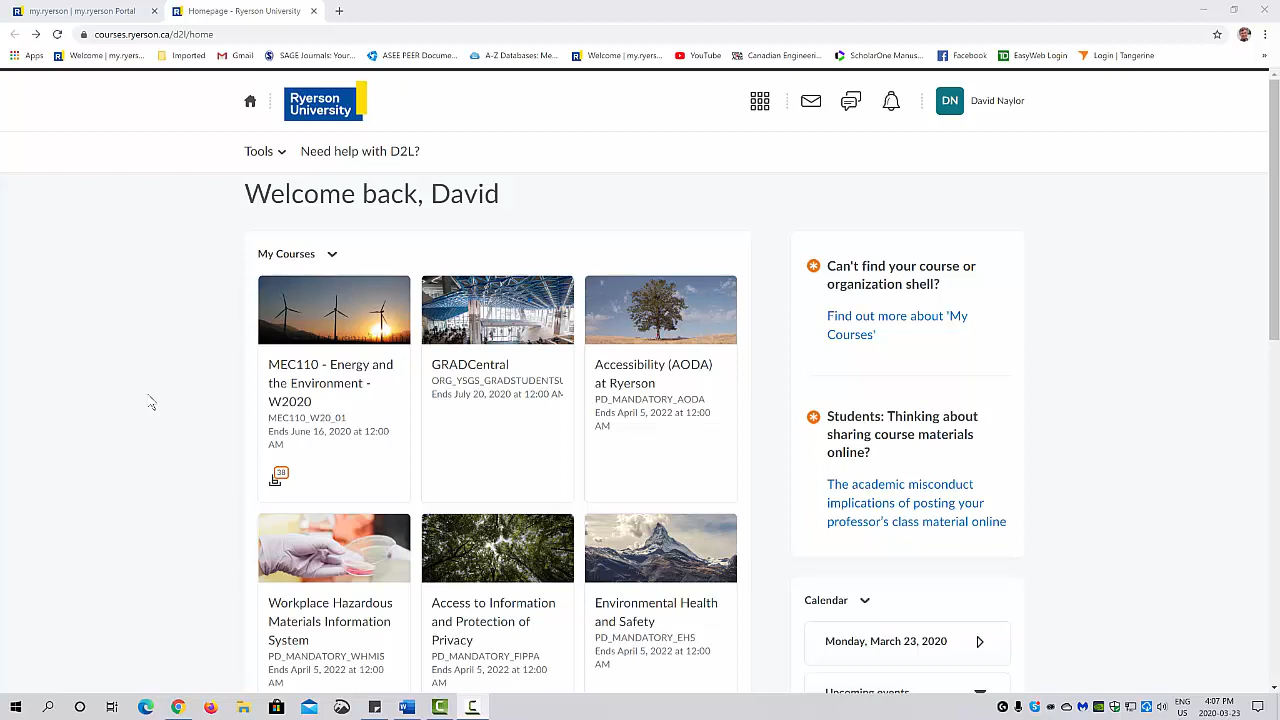 my.ryerson | my.ryerson Portal
Homepage - Ryerson University
courses.ryerson.ca/d2l/home
Apps
Welcome | my.ryers...
Imported
Gmail
SAGE Journals: Your...
ASEE PEER Docume...
A-Z Databases: Me...
Welcome | my.ryers...
YouTube
Canadian Engineeri...
ScholarOne Manus...
Facebook
EasyWeb Login
Login | Tangerine
Ryerson
University
DN
David Naylor
Tools
Need help with D2L?
Welcome back, David
My Courses
MEC110 - Energy and
the Environment -
W2020
MEC110_W20_01
Ends June 16, 2020 at 12:00
AM
38
GRADCentral
ORG_YSGS_GRADSTUDENTSU
Ends July 20, 2020 at 12:00 AM
Accessibility (AODA)
at Ryerson
PD_MANDATORY_AODA
Ends April 5, 2022 at 12:00
AM
Workplace Hazardous
Materials Information
System
PD_MANDATORY_WHMIS
Ends April 5, 2022 at 12:00
AM
Access to Information
and Protection of
Privacy
PD_MANDATORY_FIPPA
Ends April 5, 2022 at 12:00
AM
Environmental Health
and Safety
PD_MANDATORY_EHS
Ends April 5, 2022 at 12:00
AM
Can't find your course or
organization shell?
Find out more about 'My
Courses'
Students: Thinking about
sharing course materials
online?
The academic misconduct
implications of posting your
professor's class material online
Calendar
Monday, March 23, 2020
Upcoming events
ENG
US
4:07 PM
2020-03-23